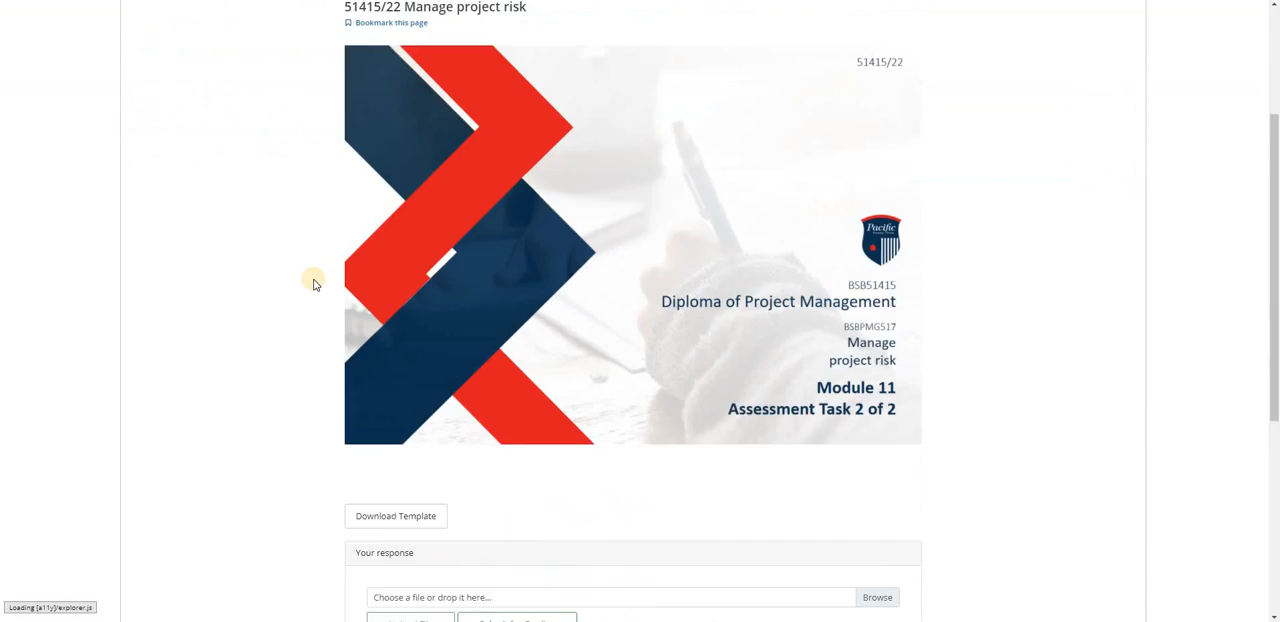 51415/22 Manage project risk
Bookmark this page
51415/22
Pacific
BSB51415
Diploma of Project Management
BSBPMG517
Manage
project risk
Module 11
Assessment Task 2 of 2
Download Template
Your response
Choose a file or drop it here...
Browse
Loading [a11y]/explorer.js